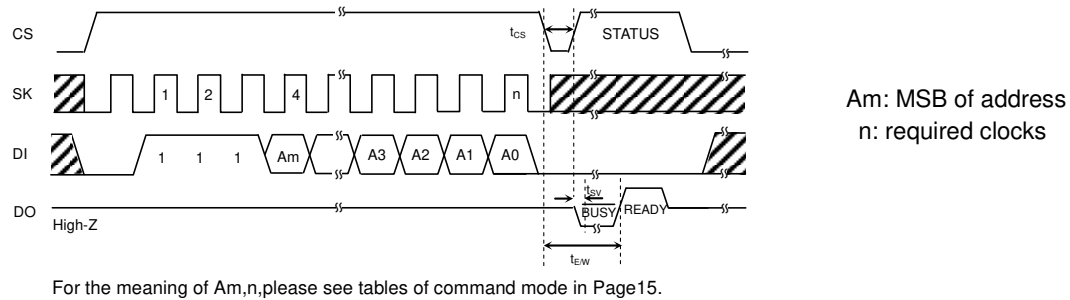 CS tcs STATUS
SK 1 2 4 n
DI 1 1 1 Am A3 A2 A1 A0
tsv
DO BUSY READY
High-Z
tE/W
Am: MSB of address
n: required clocks
For the meaning of Am,n,please see tables of command mode in Page15.